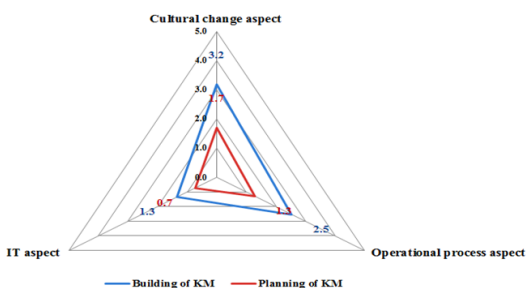 Cultural change aspect
5.0
3.2
4.0
3.0
1.7
2.0
1.0
0.0
0.7
1.3
1.3
2.5
IT aspect
Operational process aspect
Building of KM
Planning of KM